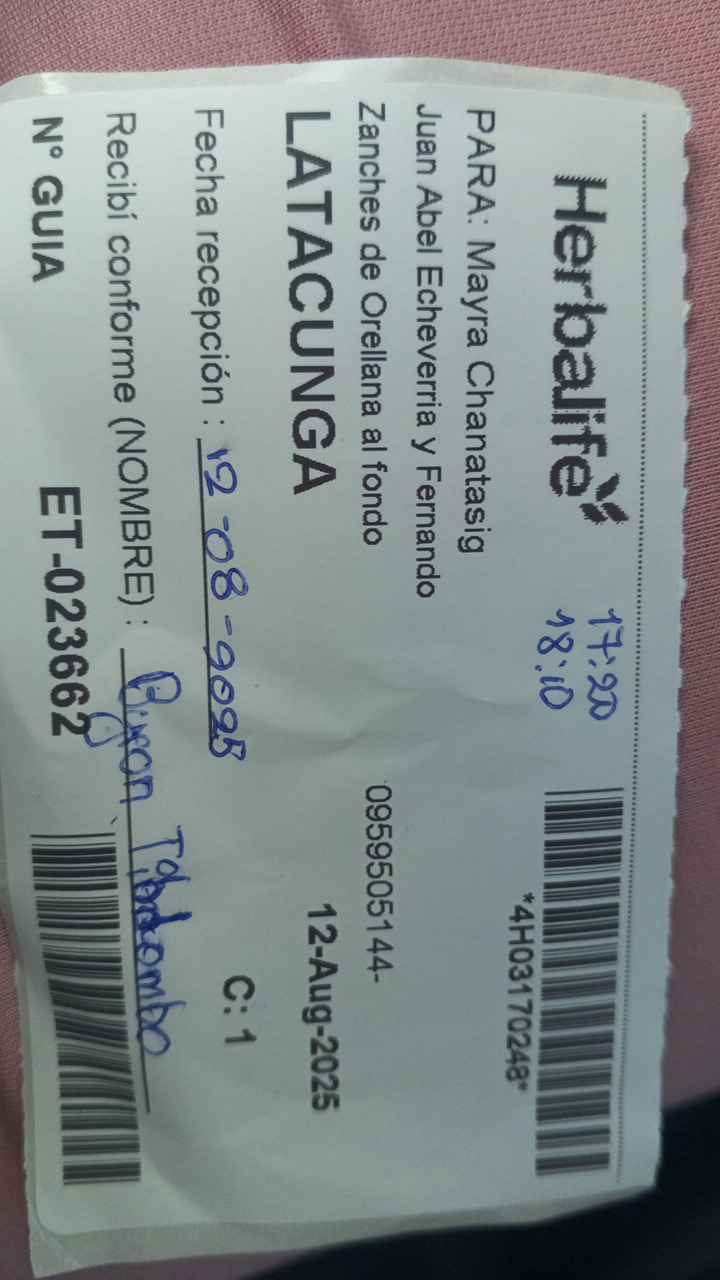 Herbalife
17:20
18:10
*4H03170248*
PARA: Mayra Chanatasig
Juan Abel Echeverria y Fernando
Zanches de Orellana al fondo
0959505144-
LATACUNGA
12-Aug-2025
Fecha recepción : 12-08-2025
C: 1
Recibí conforme (NOMBRE) : Byron
N° GUIA ET-023662